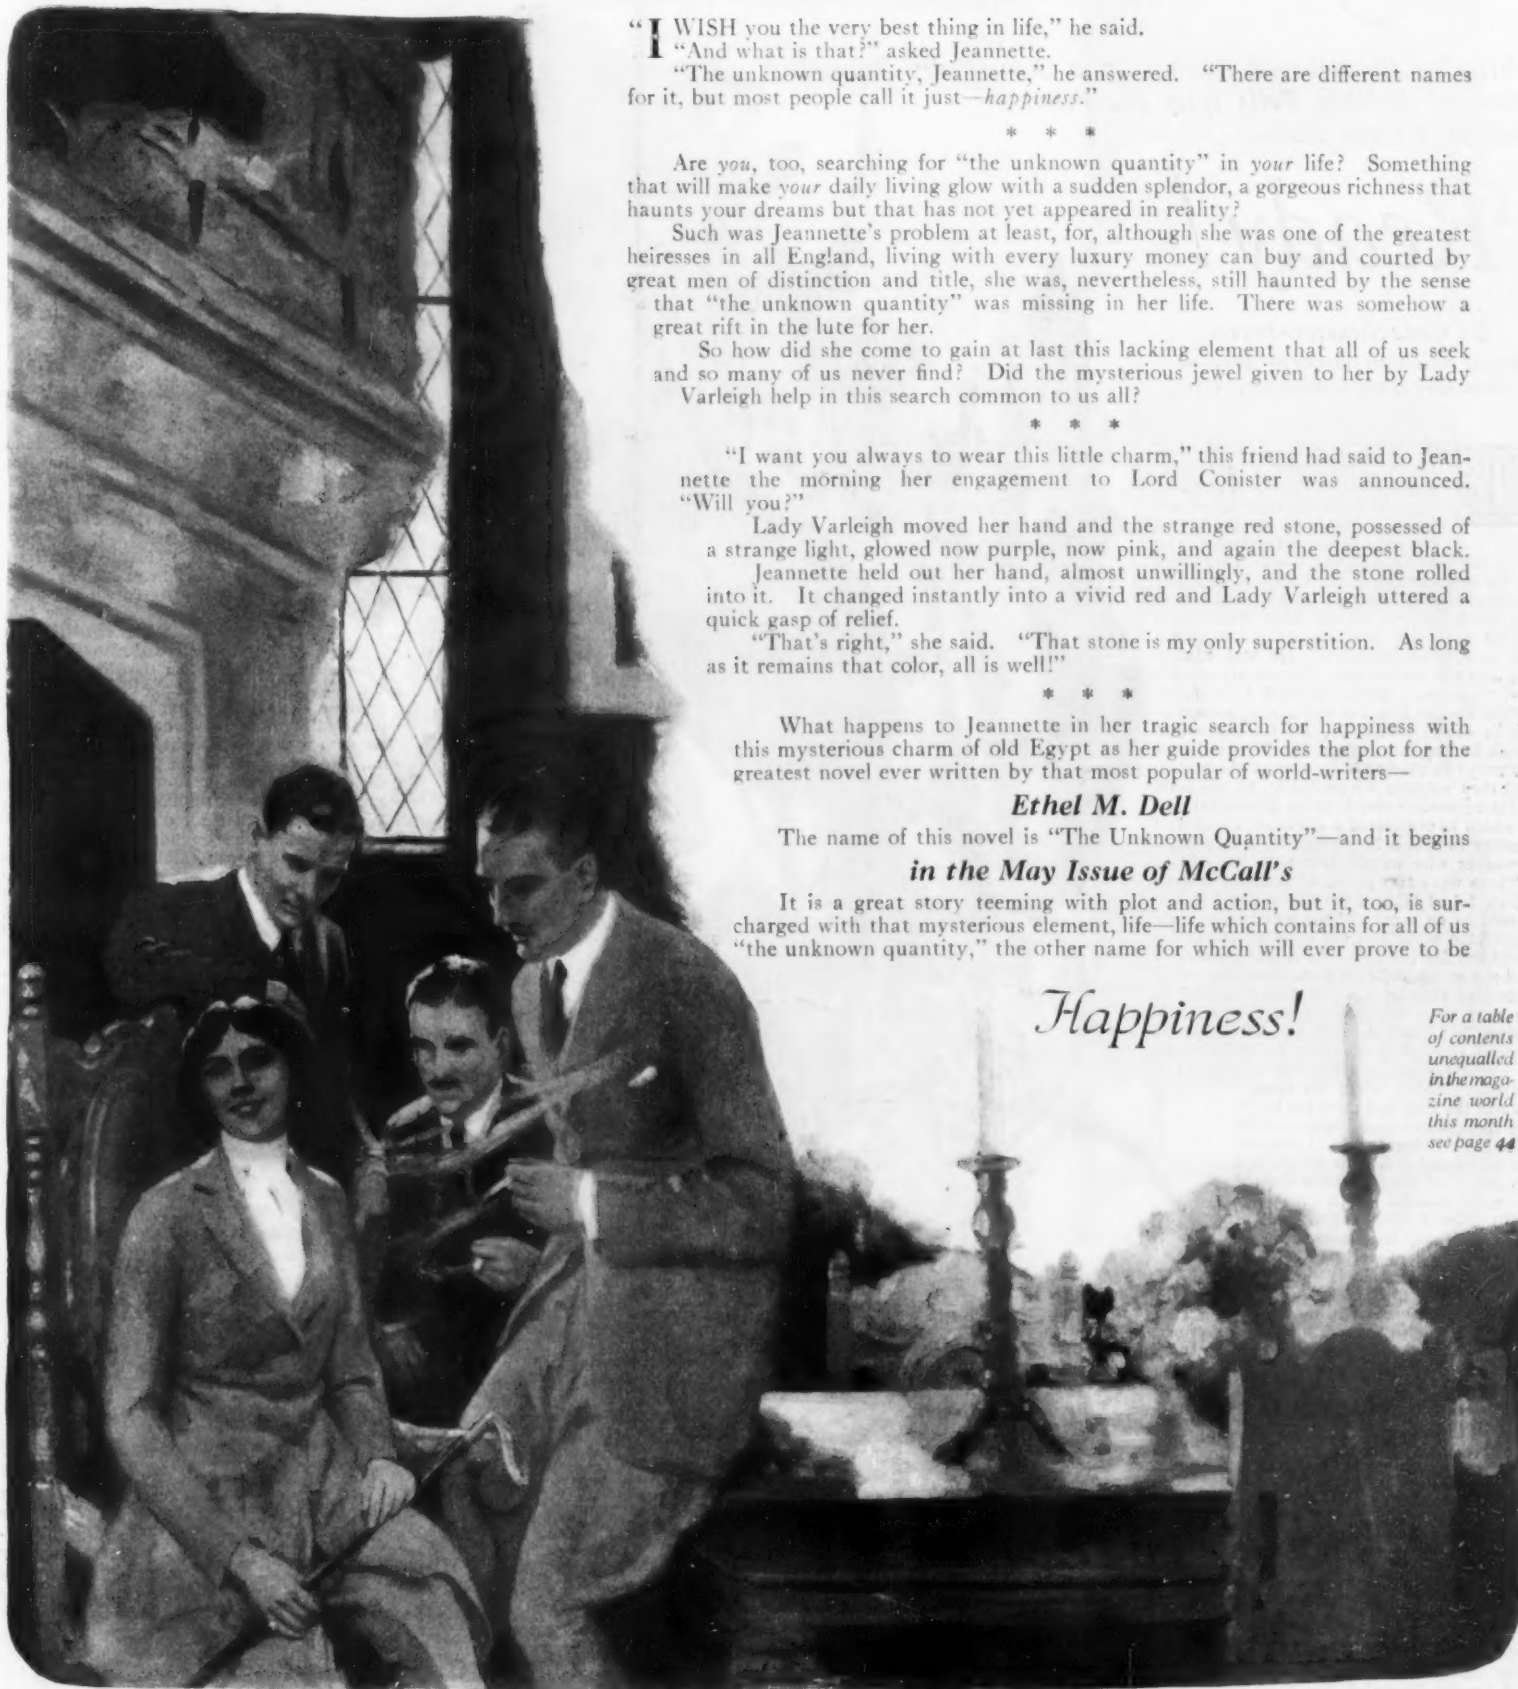 “I WISH you the very best thing in life,” he said.
“And what is that?” asked Jeannette.
“The unknown quantity, Jeannette,” he answered. “There are different names
for it, but most people call it just—happiness.”
* * *
Are you, too, searching for “the unknown quantity” in your life? Something
that will make your daily living glow with a sudden splendor, a gorgeous richness that
haunts your dreams but that has not yet appeared in reality?
Such was Jeannette’s problem at least, for, although she was one of the greatest
heiresses in all England, living with every luxury money can buy and courted by
great men of distinction and title, she was, nevertheless, still haunted by the sense
that “the unknown quantity” was missing in her life. There was somehow a
great rift in the lute for her.
So how did she come to gain at last this lacking element that all of us seek
and so many of us never find? Did the mysterious jewel given to her by Lady
Varleigh help in this search common to us all?
* * *
“I want you always to wear this little charm,” this friend had said to Jean-
nette the morning her engagement to Lord Conister was announced.
“Will you?”
Lady Varleigh moved her hand and the strange red stone, possessed of
a strange light, glowed now purple, now pink, and again the deepest black.
Jeannette held out her hand, almost unwillingly, and the stone rolled
into it. It changed instantly into a vivid red and Lady Varleigh uttered a
quick gasp of relief.
“That’s right,” she said. “That stone is my only superstition. As long
as it remains that color, all is well!”
* * *
What happens to Jeannette in her tragic search for happiness with
this mysterious charm of old Egypt as her guide provides the plot for the
greatest novel ever written by that most popular of world-writers—
Ethel M. Dell
The name of this novel is “The Unknown Quantity”—and it begins
in the May Issue of McCall’s
It is a great story teeming with plot and action, but it, too, is sur-
charged with that mysterious element, life—life which contains for all of us
“the unknown quantity,” the other name for which will ever prove to be
Happiness!
For a table
of contents
unequalled
in the maga-
zine world
this month
see page 44